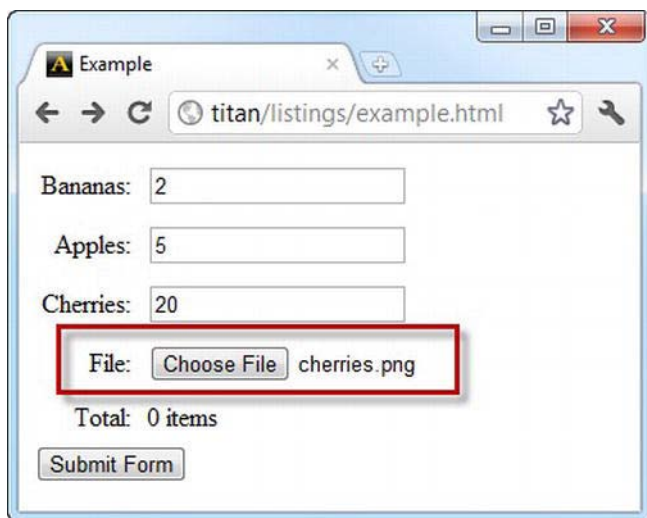 Example
titan/listings/example.html
Bananas: 2
Apples: 5
Cherries: 20
File: Choose File cherries.png
Total: 0 items
Submit Form